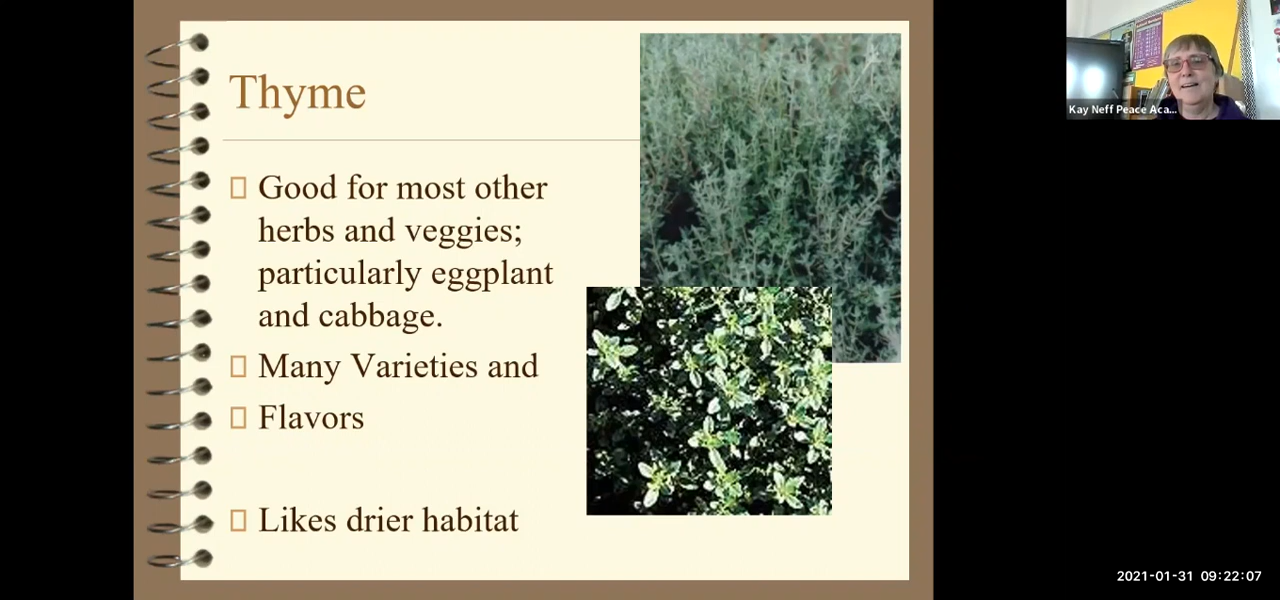 Thyme
Good for most other
herbs and veggies;
particularly eggplant
and cabbage.
Many Varieties and
Flavors
Likes drier habitat
Kay Neff Peace Aca...
2021-01-31 09:22:07